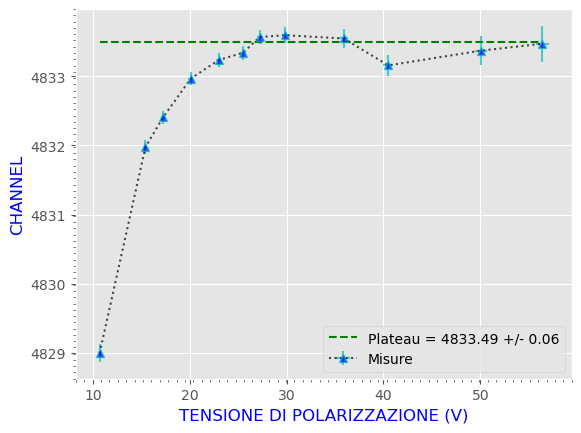 CHANNEL
4833
4832
4831
4830
4829
Plateau = 4833.49 +/- 0.06
Misure
10 20 30 40 50
TENSIONE DI POLARIZZAZIONE (V)